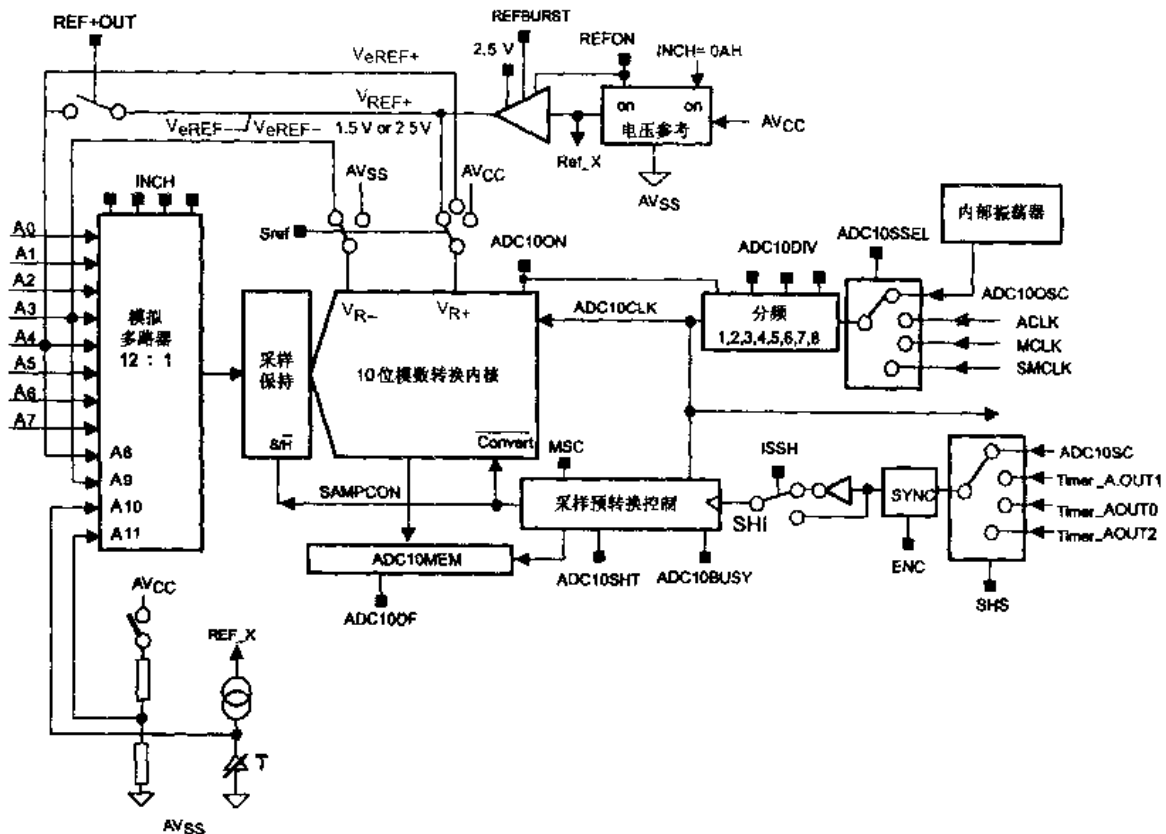 REF+OUT
REFBURST
2.5 V
REFON
INCH= 0AH
VeREF+
VREF+
VeREF—/VeREF−
1.5 V or 2 5 V
on
on
电压参考
AVCC
Ref_X
AVSS
AVSS
AVCC
INCH
Sref
ADC10ON
ADC10DIV
ADC10SSEL
内部振荡器
A0
A1
A2
A3
A4
A5
A6
A7
模拟
多路器
12：1
采样
保持
S/H
VR−
VR+
10位模数转换内核
Convert
ADC10CLK
分频
1,2,3,4,5,6,7,8
ADC10OSC
ACLK
MCLK
SMCLK
A8
A9
A10
A11
SAMPCON
MSC
采样预转换控制
ISSH
SHI
SYNC
ENC
ADC10SC
Timer_A.OUT1
Timer_AOUT0
Timer_AOUT2
SHS
ADC10MEM
ADC10SHT
ADC10BUSY
ADC10OF
AVCC
REF_X
T
AVSS